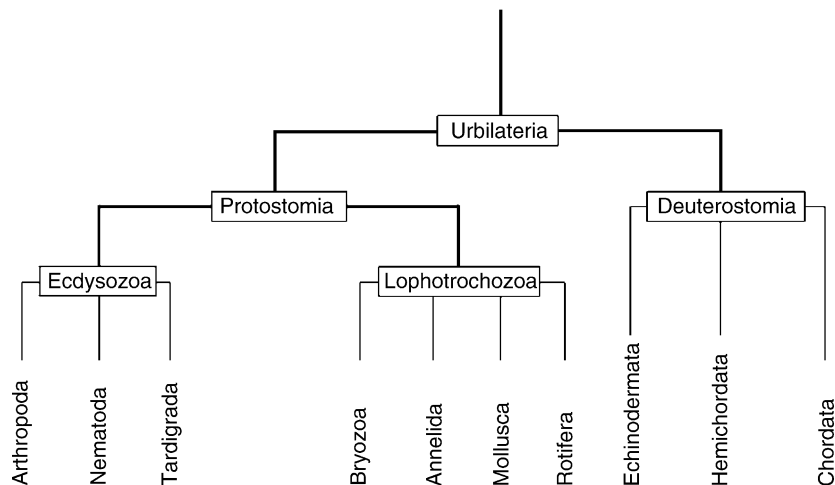 Urbilateria
Protostomia
Deuterostomia
Ecdysozoa
Lophotrochozoa
Arthropoda
Nematoda
Tardigrada
Bryozoa
Annelida
Mollusca
Rotifera
Echinodermata
Hemichordata
Chordata